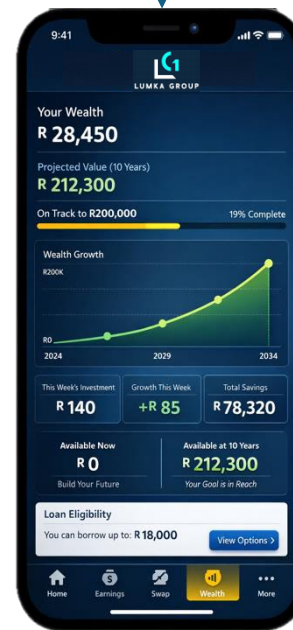 9:41
LUMKA GROUP
Your Wealth
R 28,450
Projected Value (10 Years)
R 212,300
On Track to R200,000 19% Complete
Wealth Growth
R200K
R0
2024 2029 2034
This Week's Investment Growth This Week Total Savings
R 140 +R 85 R 78,320
Available Now Available at 10 Years
R 0 R 212,300
Build Your Future Your Goal is in Reach
Loan Eligibility
You can borrow up to: R 18,000 View Options >
Home Earnings Swap Wealth More